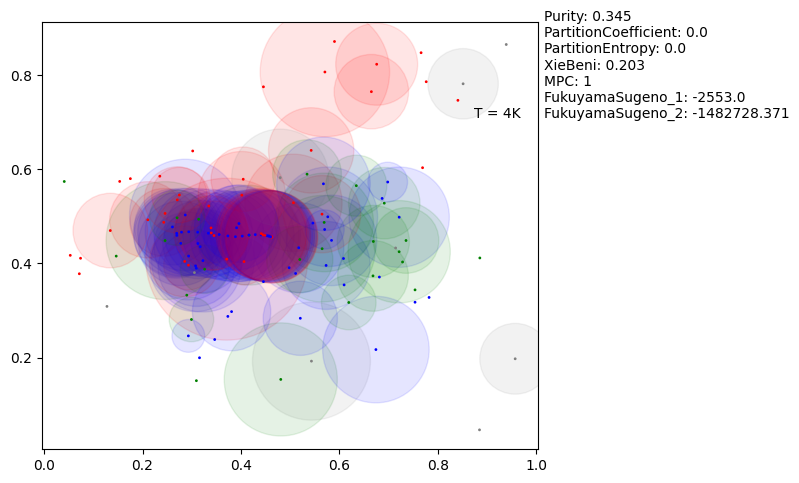 Purity: 0.345
PartitionCoefficient: 0.0
PartitionEntropy: 0.0
XieBeni: 0.203
MPC: 1
FukuyamaSugeno_1: -2553.0
FukuyamaSugeno_2: -1482728.371
T = 4K
0.8
0.6
0.4
0.2
0.0 0.2 0.4 0.6 0.8 1.0